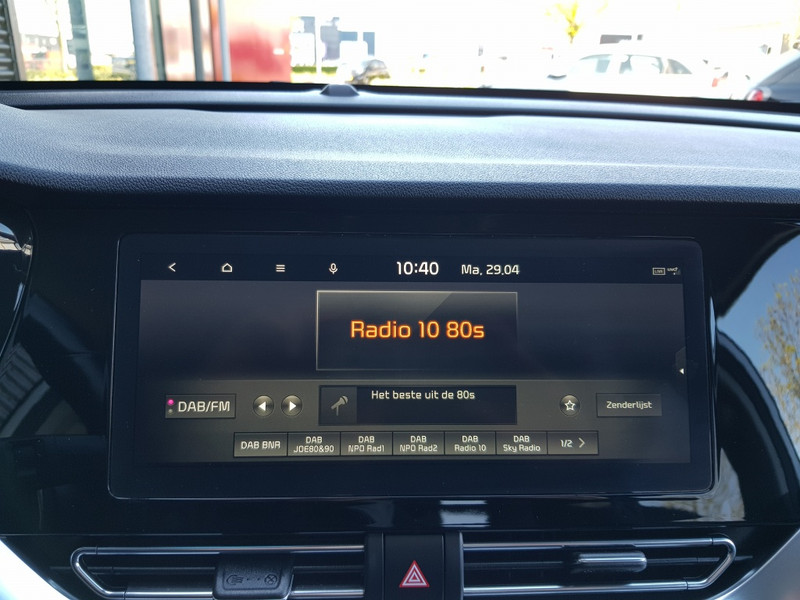 10:40 Ma, 29.04
Radio 10 80s
DAB/FM
Het beste uit de 80s
Zenderlijst
DAB BNR
DAB
JOE80&90
DAB
NPO Rad1
DAB
NPO Rad2
DAB
Radio 10
DAB
Sky Radio
1/2